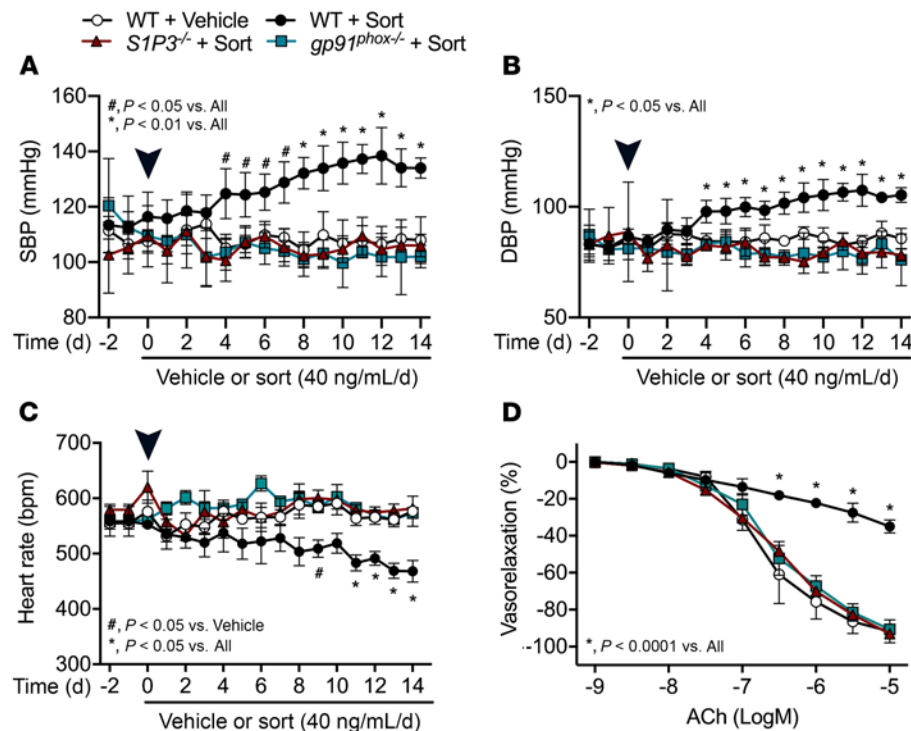 WT + Vehicle WT + Sort
S1P3-/- + Sort gp91phox-/- + Sort
A
#, P < 0.05 vs. All
*, P < 0.01 vs. All
SBP (mmHg)
160
140
120
100
80
# # # # * * * * * * *
Time (d) -2 0 2 4 6 8 10 12 14
Vehicle or sort (40 ng/mL/d)
B
*, P < 0.05 vs. All
DBP (mmHg)
150
100
50
* * * * * * * * * * *
Time (d) -2 0 2 4 6 8 10 12 14
Vehicle or sort (40 ng/mL/d)
C
Heart rate (bpm)
700
600
500
400
300
# * * * *
#, P < 0.05 vs. Vehicle
*, P < 0.05 vs. All
Time (d) -2 0 2 4 6 8 10 12 14
Vehicle or sort (40 ng/mL/d)
D
Vasorelaxation (%)
0
-20
-40
-60
-80
-100
* * * *
*, P < 0.0001 vs. All
-9 -8 -7 -6 -5
ACh (LogM)